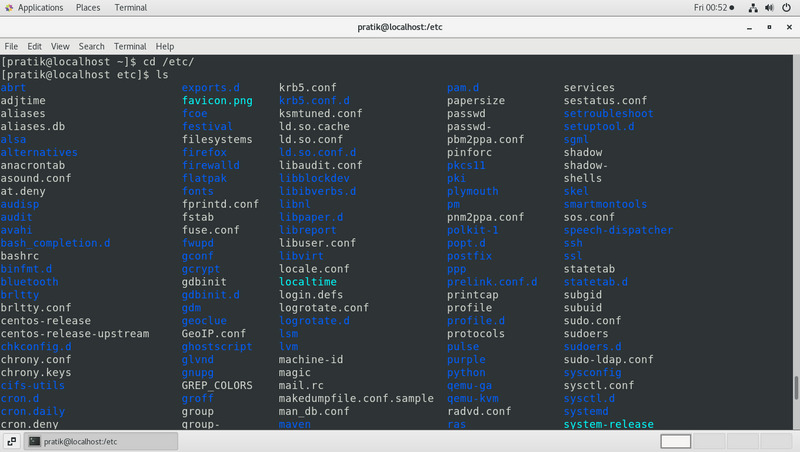 Applications Places Terminal Fri 00:52
pratik@localhost:/etc
File Edit View Search Terminal Help
[pratik@localhost ~]$ cd /etc/
[pratik@localhost etc]$ ls
abrt exports.d krb5.conf pam.d services
adjtime favicon.png krb5.conf.d papersize sestatus.conf
aliases fcoe ksmtuned.conf passwd setroubleshoot
aliases.db festival ld.so.cache passwd- setuptool.d
alsa filesystems ld.so.conf pbm2ppa.conf sgml
alternatives firefox ld.so.conf.d pinforc shadow
anacrontab firewalld libaudit.conf pkcs11 shadow-
asound.conf flatpak libblockdev pki shells
at.deny fonts libibverbs.d plymouth skel
audisp fprintd.conf libnl pm smartmontools
audit fstab libpaper.d pnm2ppa.conf sos.conf
avahi fuse.conf libreport polkit-1 speech-dispatcher
bash_completion.d fwupd libuser.conf popt.d ssh
bashrc gconf libvirt postfix ssl
binfmt.d gcrypt locale.conf ppp statetab
bluetooth gdbinit localtime prelink.conf.d statetab.d
brltty gdbinit.d login.defs printcap subgid
brltty.conf gdm logrotate.conf profile subuid
centos-release geoclue logrotate.d profile.d sudo.conf
centos-release-upstream GeoIP.conf lsm protocols sudoers
chkconfig.d ghostscript lvm pulse sudoers.d
chrony.conf glvnd machine-id purple sudo-ldap.conf
chrony.keys gnupg magic python sysconfig
cifs-utils GREP_COLORS mail.rc qemu-ga sysctl.conf
cron.d groff makedumpfile.conf.sample qemu-kvm sysctl.d
cron.daily group man_db.conf radvd.conf systemd
cron.deny group- maven ras system-release
pratik@localhost:/etc